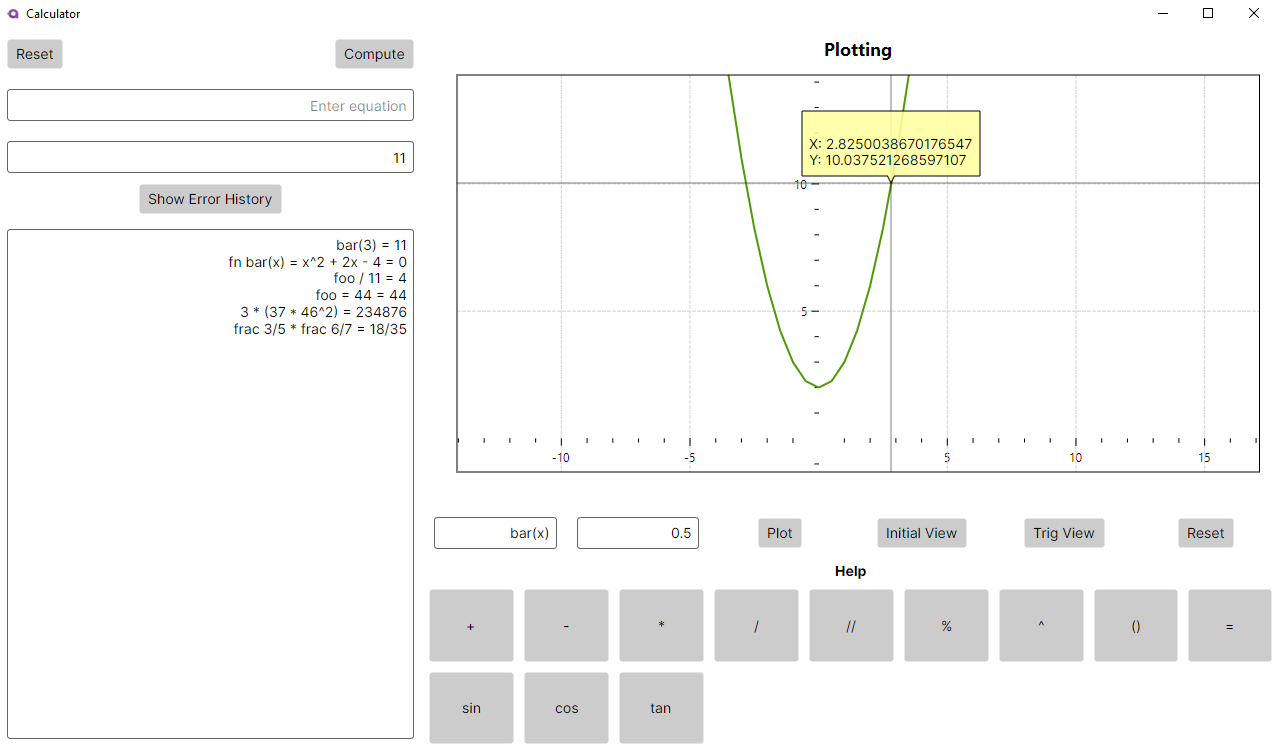 Calculator
Reset
Compute
Enter equation
11
Show Error History
bar(3) = 11
fn bar(x) = x^2 + 2x - 4 = 0
foo / 11 = 4
foo = 44 = 44
3 * (37 * 46^2) = 234876
frac 3/5 * frac 6/7 = 18/35
Plotting
X: 2.8250038670176547
Y: 10.037521268597107
10
5
-10 -5 5 10 15
bar(x)
0.5
Plot
Initial View
Trig View
Reset
Help
+ - * / // % ^ () =
sin cos tan